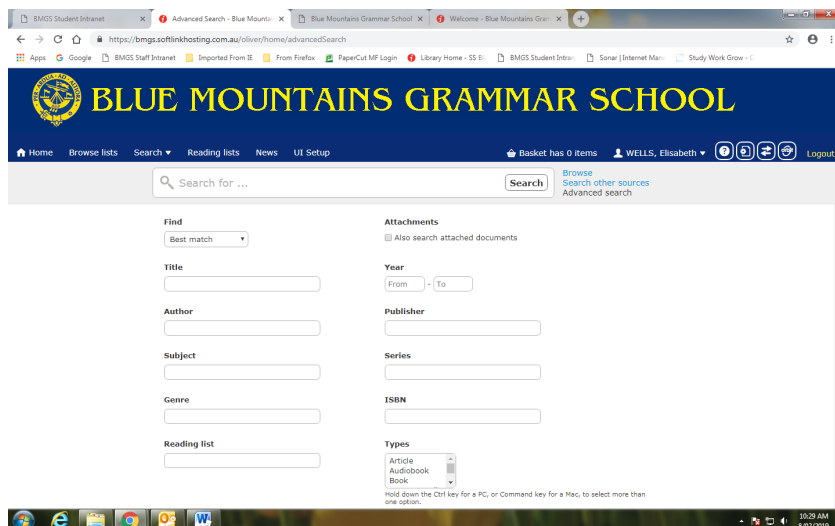 BMGS Student Intranet
Advanced Search - Blue Mountai
Blue Mountains Grammar School
Welcome - Blue Mountains Gram
https://bmgs.softlinkhosting.com.au/oliver/home/advancedSearch
Apps Google BMGS Staff Intranet Imported From IE From Firefox PaperCut MF Login Library Home - SS BMGS Student Intran Sonar | Internet Mar Study Work Grow - C
BLUE MOUNTAINS GRAMMAR SCHOOL
Home Browse lists Search Reading lists News UI Setup Basket has 0 items WELLS, Elisabeth Logout
Search for ... Search
Browse
Search other sources
Advanced search
Find
Best match
Attachments
Also search attached documents
Title
Year
From - To
Author
Publisher
Subject
Series
Genre
ISBN
Reading list
Types
Article
Audiobook
Book
Hold down the Ctrl key for a PC, or Command key for a Mac, to select more than
one option.
10:29 AM